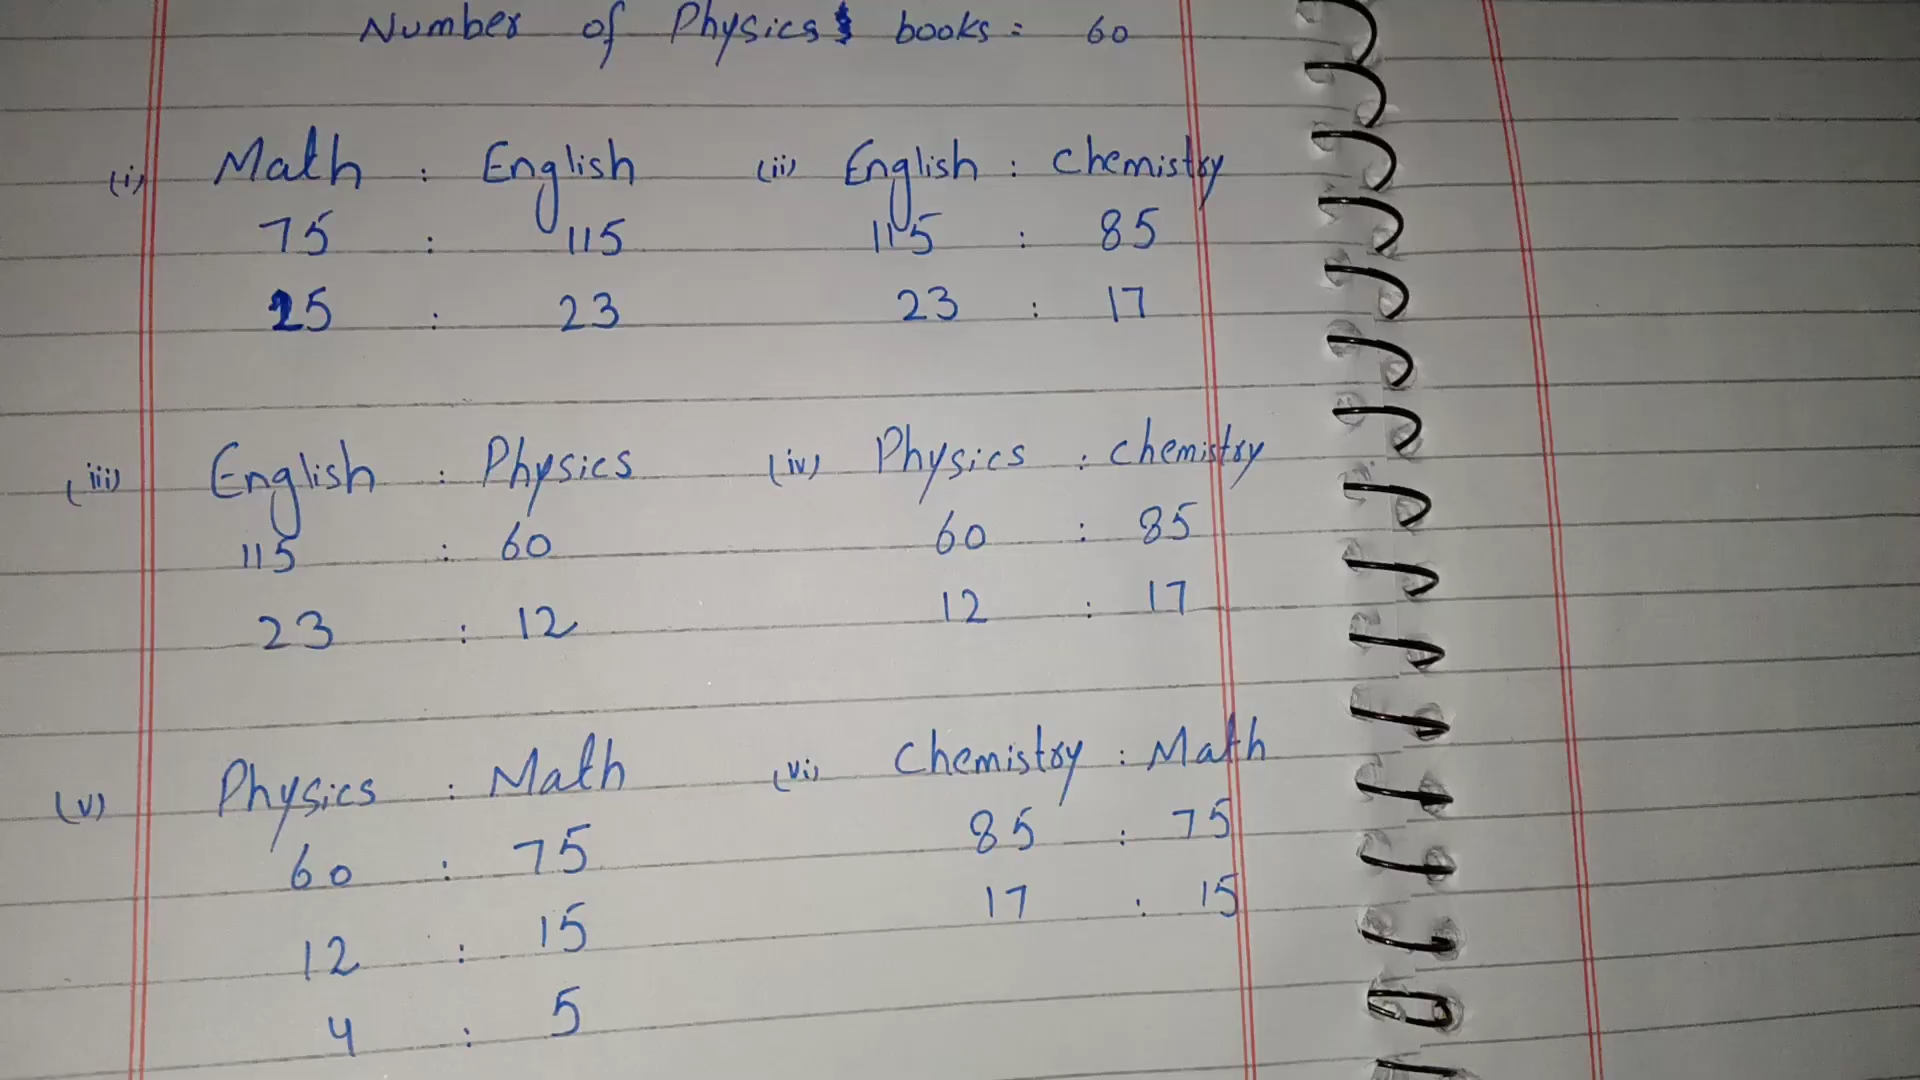 Number of Physics books = 60
(i) Math : English (ii) English : Chemistry
75 : 115 115 : 85
25 : 23 23 : 17
(iii) English : Physics (iv) Physics : Chemistry
115 : 60 60 : 85
23 : 12 12 : 17
(v) Physics : Math (vi) Chemistry : Math
60 : 75 85 : 75
12 : 15 17 : 15
4 : 5